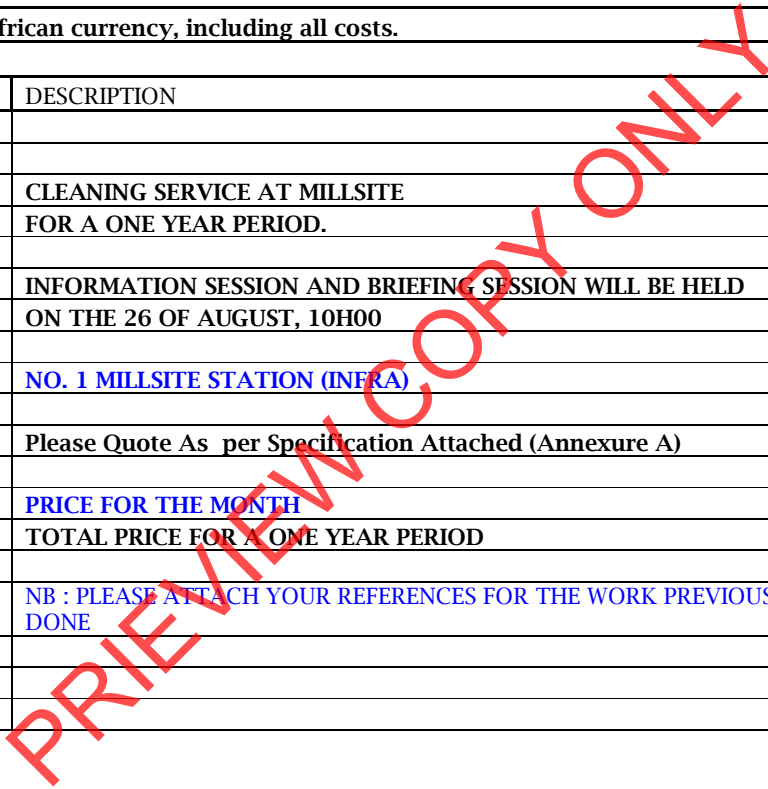 frican currency, including all costs.
DESCRIPTION
CLEANING SERVICE AT MILLSITE
FOR A ONE YEAR PERIOD.
INFORMATION SESSION AND BRIEFING SESSION WILL BE HELD
ON THE 26 OF AUGUST, 10H00
NO. 1 MILLSITE STATION (INFRA)
Please Quote As per Specification Attached (Annexure A)
PRICE FOR THE MONTH
TOTAL PRICE FOR A ONE YEAR PERIOD
NB : PLEASE ATTACH YOUR REFERENCES FOR THE WORK PREVIOUS
DONE
PRIEVIEW COPY ONLY